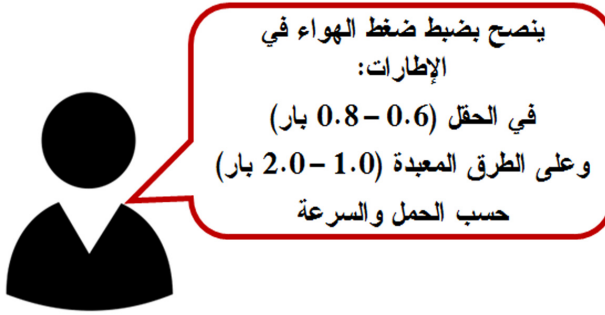 ينصح بضبط ضغط الهواء في
الإطارات:
في الحقل (0.6 – 0.8 بار)
وعلى الطرق المعبدة (1.0 – 2.0 بار)
حسب الحمل والسرعة